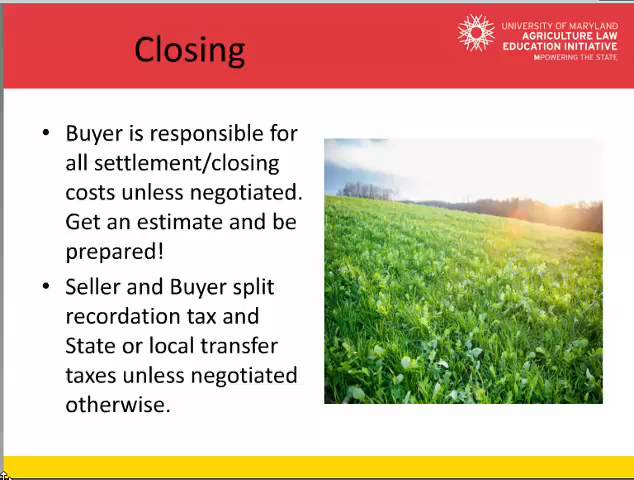 Closing
UNIVERSITY OF MARYLAND
AGRICULTURE LAW
EDUCATION INITIATIVE
MPOWERING THE STATE
• Buyer is responsible for
all settlement/closing
costs unless negotiated.
Get an estimate and be
prepared!
• Seller and Buyer split
recordation tax and
State or local transfer
taxes unless negotiated
otherwise.